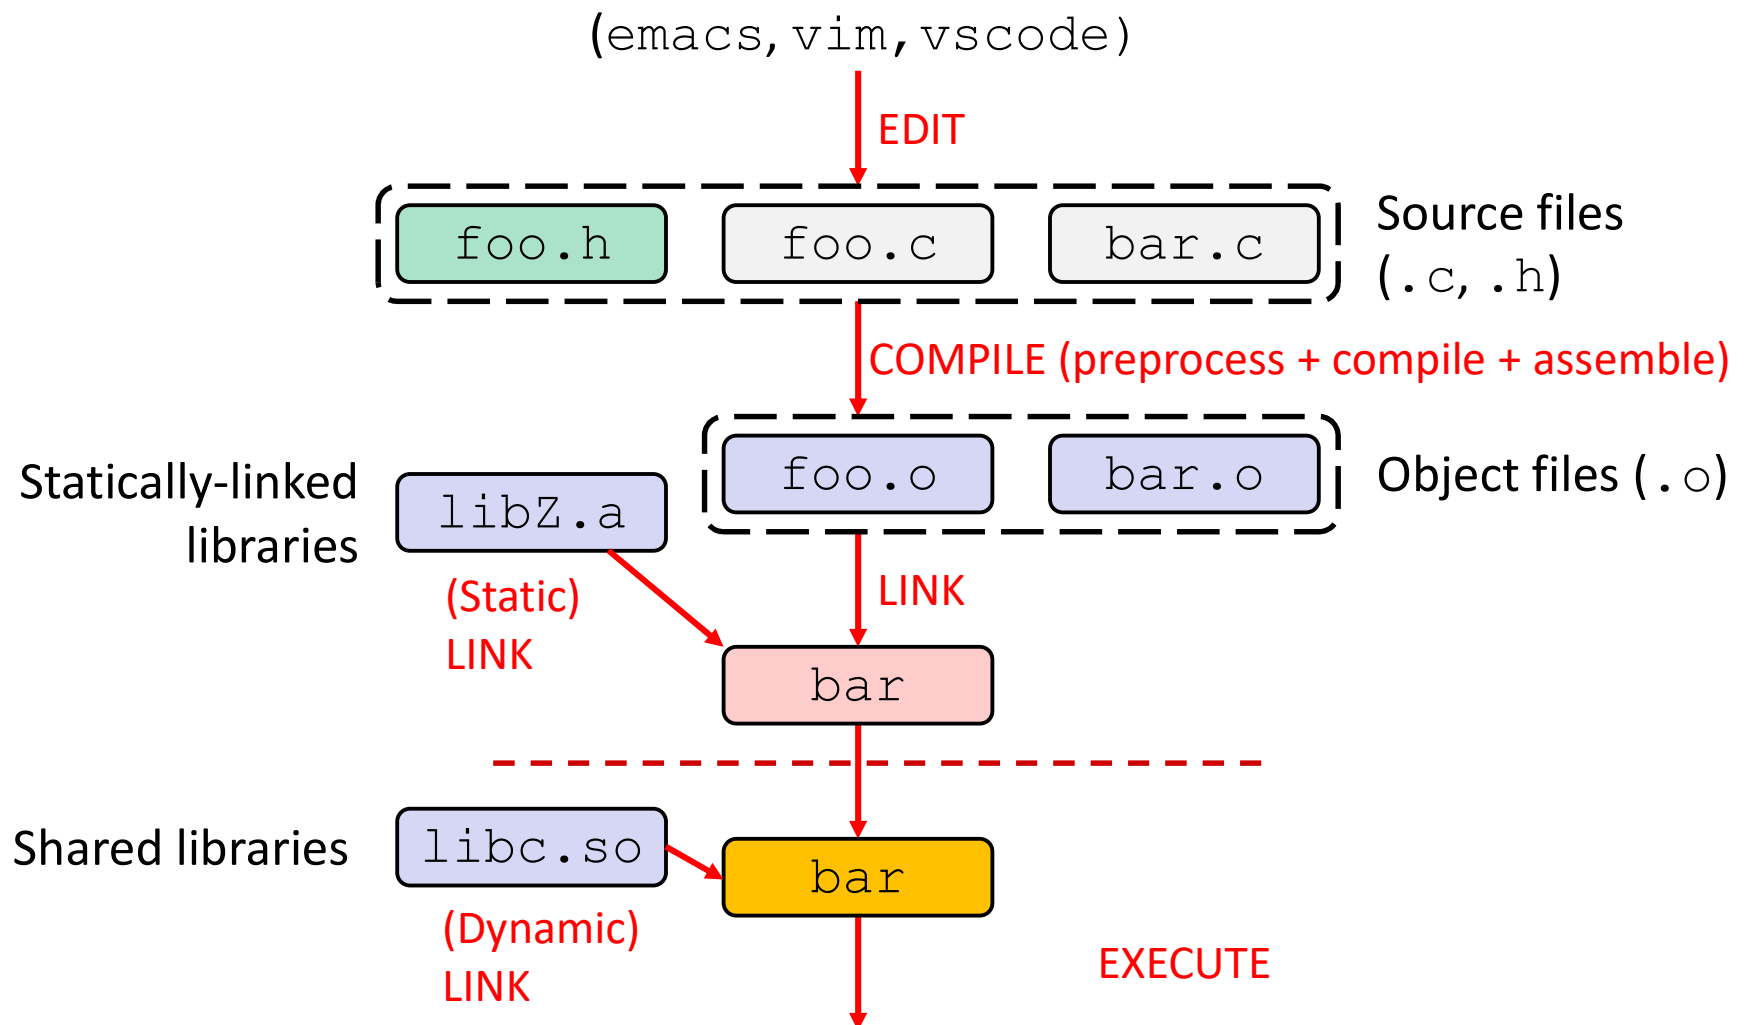 (emacs, vim, vscode)
EDIT
foo.h
foo.c
bar.c
Source files
(.c, .h)
COMPILE (preprocess + compile + assemble)
foo.o
bar.o
Object files (.o)
Statically-linked
libraries
libZ.a
(Static)
LINK
LINK
bar
Shared libraries
libc.so
bar
(Dynamic)
LINK
EXECUTE